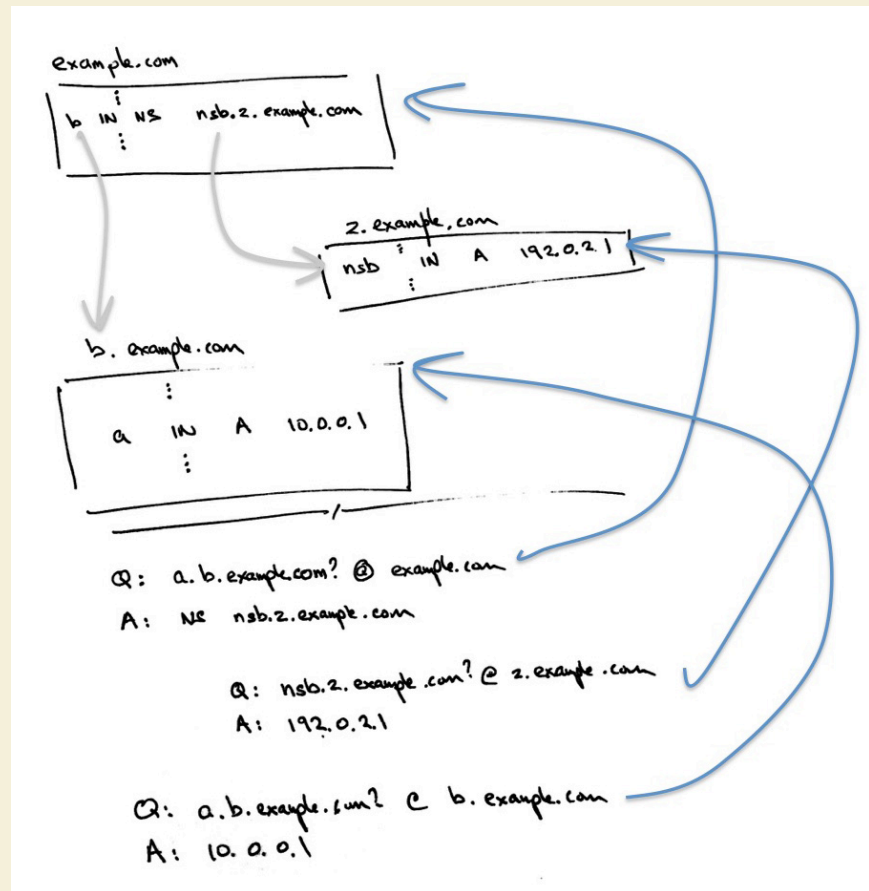 example.com
⋮
b IN NS nsb.z.example.com
⋮
z.example.com
⋮
nsb IN A 192.0.2.1
⋮
b.example.com
⋮
a IN A 10.0.0.1
⋮
Q: a.b.example.com? @ example.com
A: NS nsb.z.example.com
Q: nsb.z.example.com? @ z.example.com
A: 192.0.2.1
Q: a.b.example.com? @ b.example.com
A: 10.0.0.1